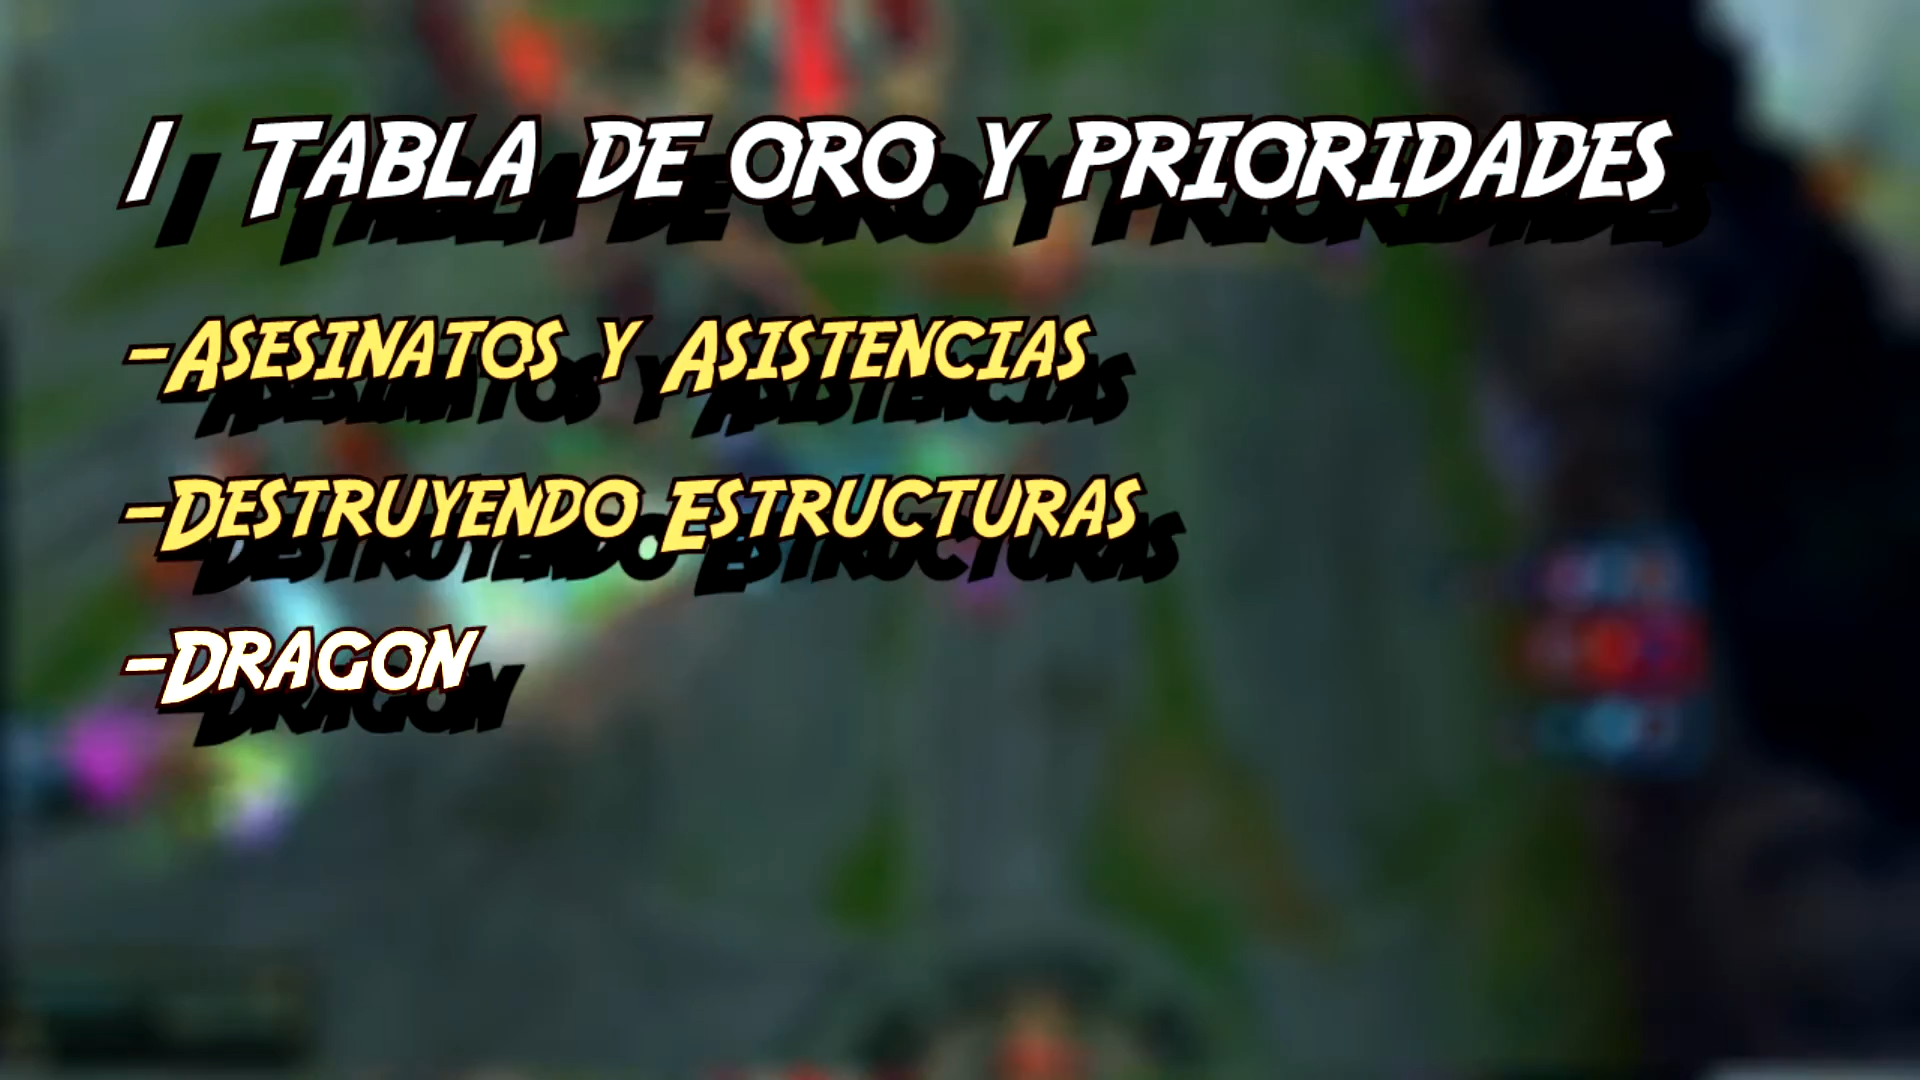 1 Tabla de oro y prioridades
-Asesinatos y Asistencias
-Destruyendo Estructuras
-Dragon